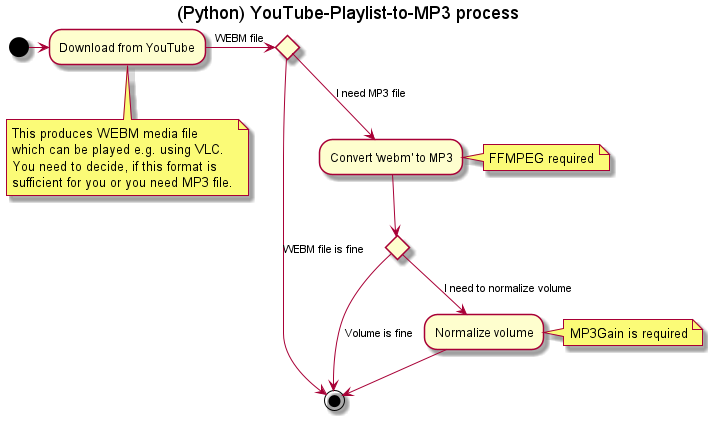 (Python) YouTube-Playlist-to-MP3 process
Download from YouTube
WEBM file
This produces WEBM media file
which can be played e.g. using VLC.
You need to decide, if this format is
sufficient for you or you need MP3 file.
I need MP3 file
Convert 'webm' to MP3
FFMPEG required
WEBM file is fine
I need to normalize volume
Volume is fine
Normalize volume
MP3Gain is required